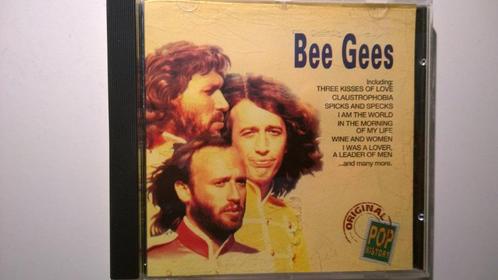 Bee Gees
Including:
THREE KISSES OF LOVE
CLAUSTROPHOBIA
SPICKS AND SPECKS
I AM THE WORLD
IN THE MORNING
OF MY LIFE
WINE AND WOMEN
I WAS A LOVER,
A LEADER OF MEN
...and many more.
ORIGINAL
POP
HISTORY